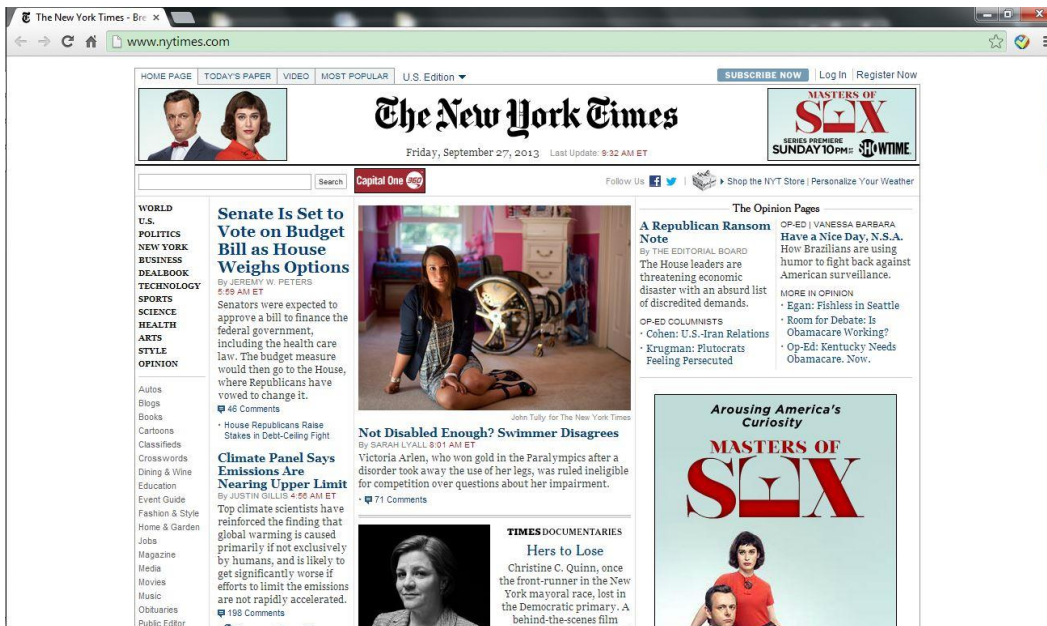 The New York Times - Bre
www.nytimes.com
HOME PAGE
TODAY'S PAPER
VIDEO
MOST POPULAR
U.S. Edition
SUBSCRIBE NOW
Log In
Register Now
The New York Times
Friday, September 27, 2013 Last Update: 9:32 AM ET
MASTERS OF
SEX
SERIES PREMIERE
SUNDAY 10PM
SHOWTIME
Search
Capital One 360
Follow Us
Shop the NYT Store | Personalize Your Weather
WORLD
U.S.
POLITICS
NEW YORK
BUSINESS
DEALBOOK
TECHNOLOGY
SPORTS
SCIENCE
HEALTH
ARTS
STYLE
OPINION
Autos
Blogs
Books
Cartoons
Classifieds
Crosswords
Dining & Wine
Education
Event Guide
Fashion & Style
Home & Garden
Jobs
Magazine
Media
Movies
Music
Obituaries
Public Editor
Senate Is Set to
Vote on Budget
Bill as House
Weighs Options
By JEREMY W. PETERS
5:59 AM ET
Senators were expected to
approve a bill to finance the
federal government,
including the health care
law. The budget measure
would then go to the House,
where Republicans have
vowed to change it.
46 Comments
· House Republicans Raise
Stakes in Debt-Ceiling Fight
Climate Panel Says
Emissions Are
Nearing Upper Limit
By JUSTIN GILLIS 4:56 AM ET
Top climate scientists have
reinforced the finding that
global warming is caused
primarily if not exclusively
by humans, and is likely to
get significantly worse if
efforts to limit the emissions
are not rapidly accelerated.
198 Comments
John Tully for The New York Times
Not Disabled Enough? Swimmer Disagrees
By SARAH LYALL 8:01 AM ET
Victoria Arlen, who won gold in the Paralympics after a
disorder took away the use of her legs, was ruled ineligible
for competition over questions about her impairment.
· 71 Comments
TIMES DOCUMENTARIES
Hers to Lose
Christine C. Quinn, once
the front-runner in the New
York mayoral race, lost in
the Democratic primary. A
behind-the-scenes film
The Opinion Pages
A Republican Ransom
Note
By THE EDITORIAL BOARD
The House leaders are
threatening economic
disaster with an absurd list
of discredited demands.
OP-ED COLUMNISTS
· Cohen: U.S.-Iran Relations
· Krugman: Plutocrats
Feeling Persecuted
OP-ED | VANESSA BARBARA
Have a Nice Day, N.S.A.
How Brazilians are using
humor to fight back against
American surveillance.
MORE IN OPINION
· Egan: Fishless in Seattle
· Room for Debate: Is
Obamacare Working?
· Op-Ed: Kentucky Needs
Obamacare. Now.
Arousing America's
Curiosity
MASTERS OF
SEX